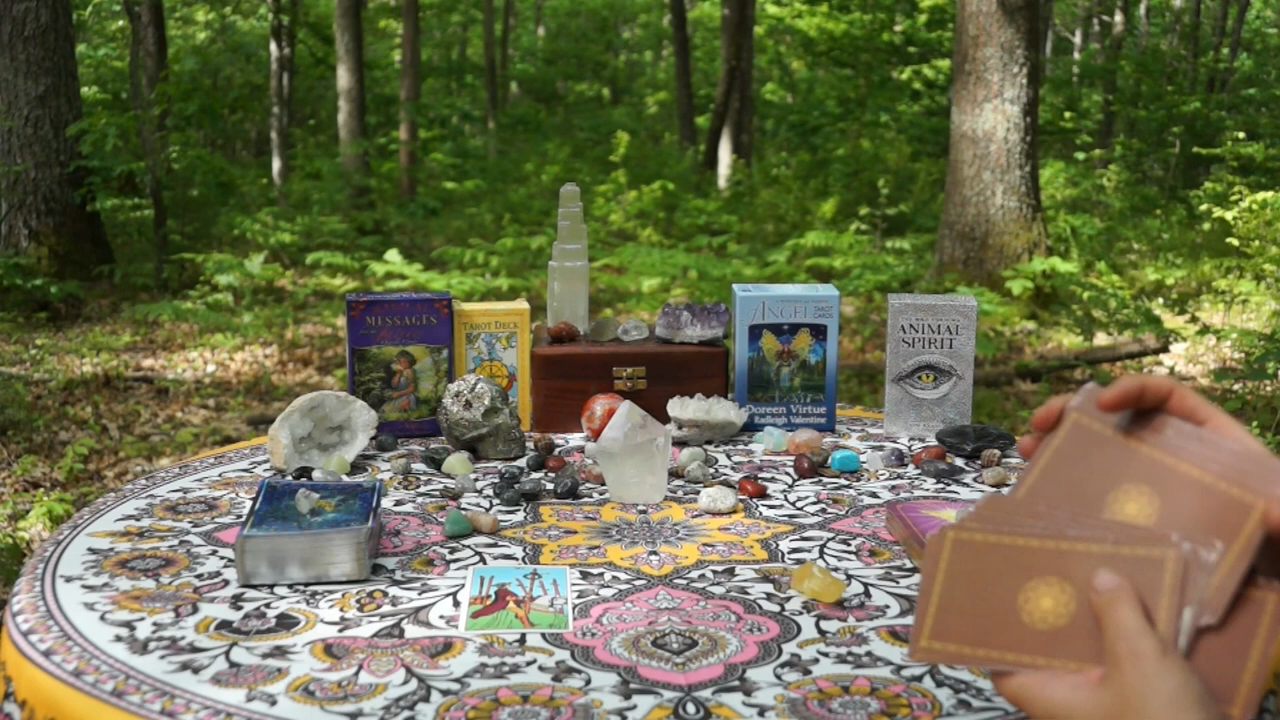 MESSAGES
TAROT DECK
ANGEL TAROT
CARDS
Doreen Virtue
Radleigh Valentine
ANIMAL
SPIRIT